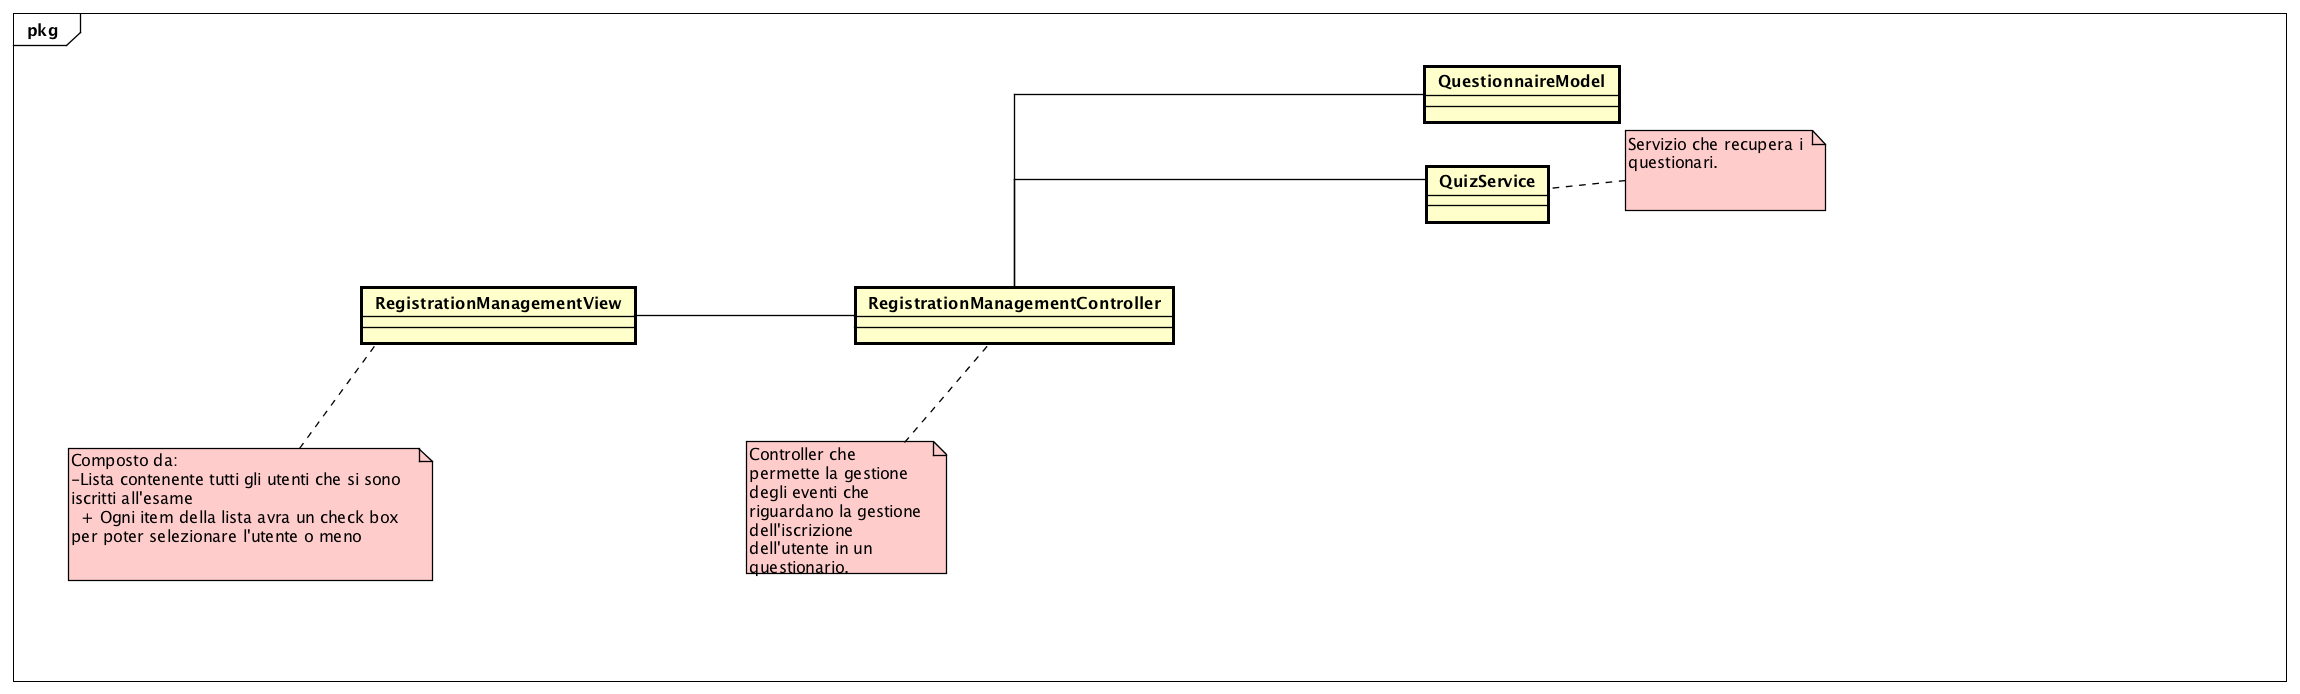 pkg
QuestionnaireModel
Servizio che recupera i
questionari.
QuizService
RegistrationManagementView
RegistrationManagementController
Composto da:
-Lista contenente tutti gli utenti che si sono
iscritti all'esame
+ Ogni item della lista avra un check box
per poter selezionare l'utente o meno
Controller che
permette la gestione
degli eventi che
riguardano la gestione
dell'iscrizione
dell'utente in un
questionario.